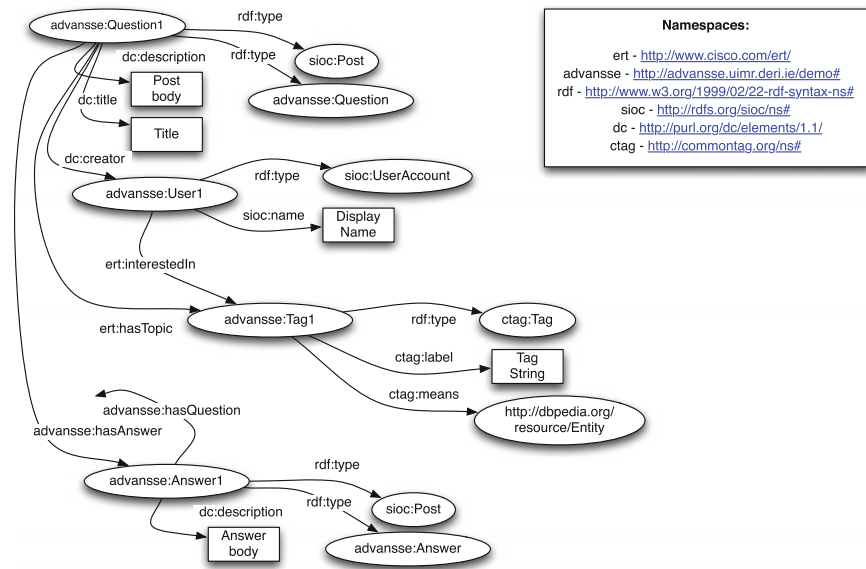 advansse:Question1
rdf:type
sioc:Post
dc:description
rdf:type
Post
body
advansse:Question
dc:title
Title
dc:creator
advansse:User1
rdf:type
sioc:UserAccount
sioc:name
Display
Name
ert:interestedIn
ert:hasTopic
advansse:Tag1
rdf:type
ctag:Tag
ctag:label
Tag
String
ctag:means
http://dbpedia.org/
resource/Entity
advansse:hasQuestion
advansse:hasAnswer
advansse:Answer1
rdf:type
sioc:Post
rdf:type
dc:description
Answer
body
advansse:Answer
Namespaces:
ert - http://www.cisco.com/ert/
advansse - http://advansse.uimr.deri.ie/demo#
rdf - http://www.w3.org/1999/02/22-rdf-syntax-ns#
sioc - http://rdfs.org/sioc/ns#
dc - http://purl.org/dc/elements/1.1/
ctag - http://commontag.org/ns#